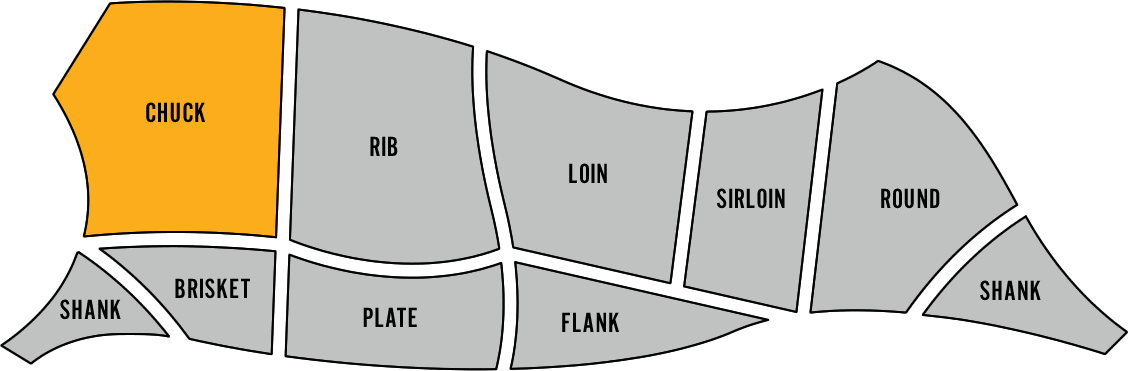 CHUCK
RIB
LOIN
SIRLOIN
ROUND
SHANK
BRISKET
PLATE
FLANK
SHANK